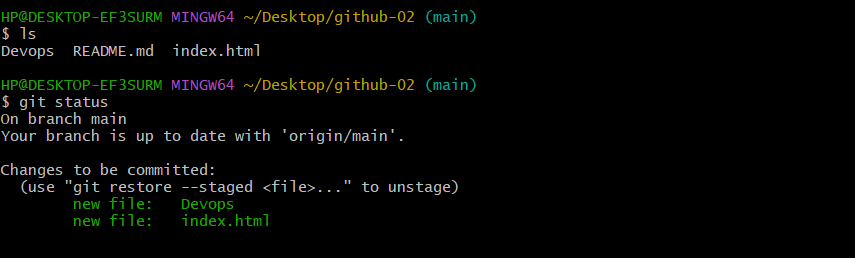 HP@DESKTOP-EF3SURM MINGW64 ~/Desktop/github-02 (main)
$ ls
Devops  README.md  index.html

HP@DESKTOP-EF3SURM MINGW64 ~/Desktop/github-02 (main)
$ git status
On branch main
Your branch is up to date with 'origin/main'.

Changes to be committed:
  (use "git restore --staged <file>..." to unstage)
        new file:   Devops
        new file:   index.html